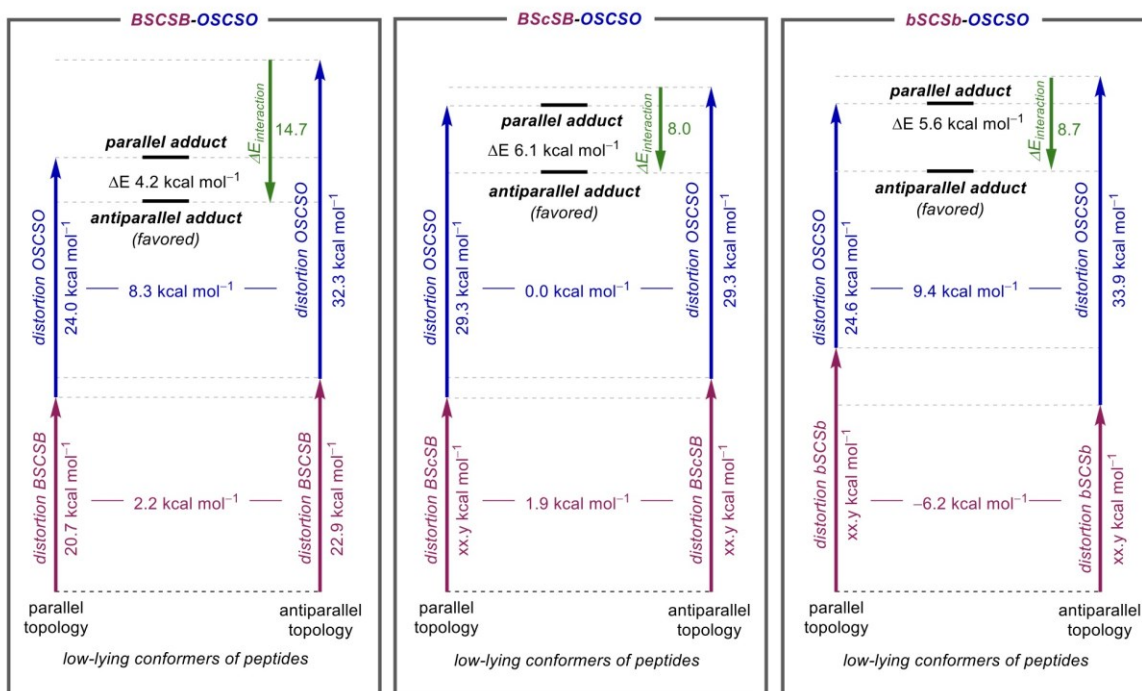 BSCSB-OSCSO
ΔE interaction
14.7
parallel adduct
ΔE 4.2 kcal mol−1
antiparallel adduct
(favored)
distortion OSCSO
24.0 kcal mol−1
8.3 kcal mol−1
distortion OSCSO
32.3 kcal mol−1
distortion BSCSB
20.7 kcal mol−1
2.2 kcal mol−1
distortion BSCSB
22.9 kcal mol−1
parallel
topology
antiparallel
topology
low-lying conformers of peptides
BScSB-OSCSO
ΔE interaction
8.0
parallel adduct
ΔE 6.1 kcal mol−1
antiparallel adduct
(favored)
distortion OSCSO
29.3 kcal mol−1
0.0 kcal mol−1
distortion OSCSO
29.3 kcal mol−1
distortion BScSB
xx.y kcal mol−1
1.9 kcal mol−1
distortion BScSB
xx.y kcal mol−1
parallel
topology
antiparallel
topology
low-lying conformers of peptides
bSCSb-OSCSO
parallel adduct
ΔE 5.6 kcal mol−1
ΔE interaction
8.7
antiparallel adduct
(favored)
distortion OSCSO
24.6 kcal mol−1
9.4 kcal mol−1
distortion OSCSO
33.9 kcal mol−1
distortion bSCSb
xx.y kcal mol−1
−6.2 kcal mol−1
distortion bSCSb
xx.y kcal mol−1
parallel
topology
antiparallel
topology
low-lying conformers of peptides